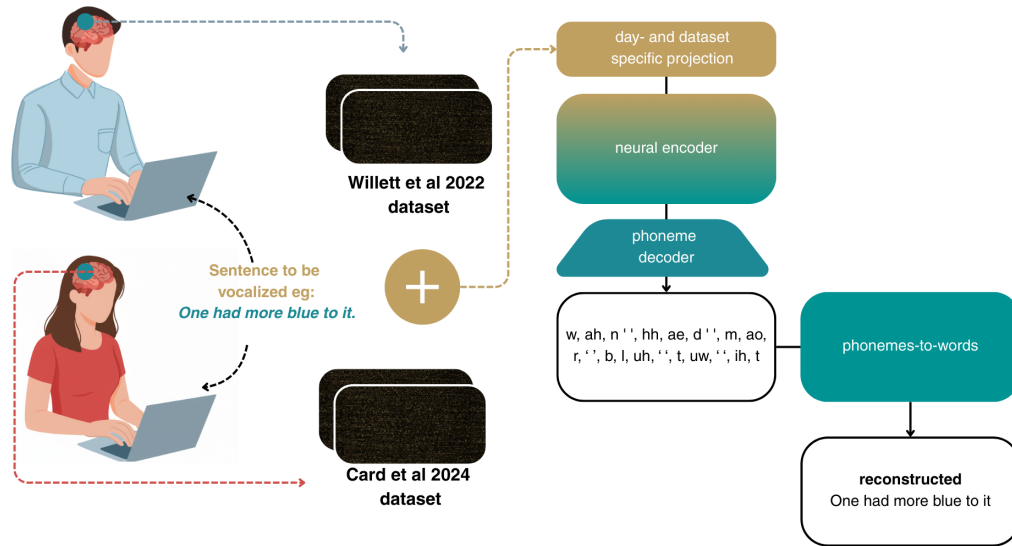 Willett et al 2022
dataset
Sentence to be
vocalized eg:
One had more blue to it.
+
Card et al 2024
dataset
day- and dataset
specific projection
neural encoder
phoneme
decoder
w, ah, n ' ', hh, ae, d ' ', m, ao,
r, ‘ ’, b, l, uh, ‘ ‘, t, uw, ‘ ‘, ih, t
phonemes-to-words
reconstructed
One had more blue to it